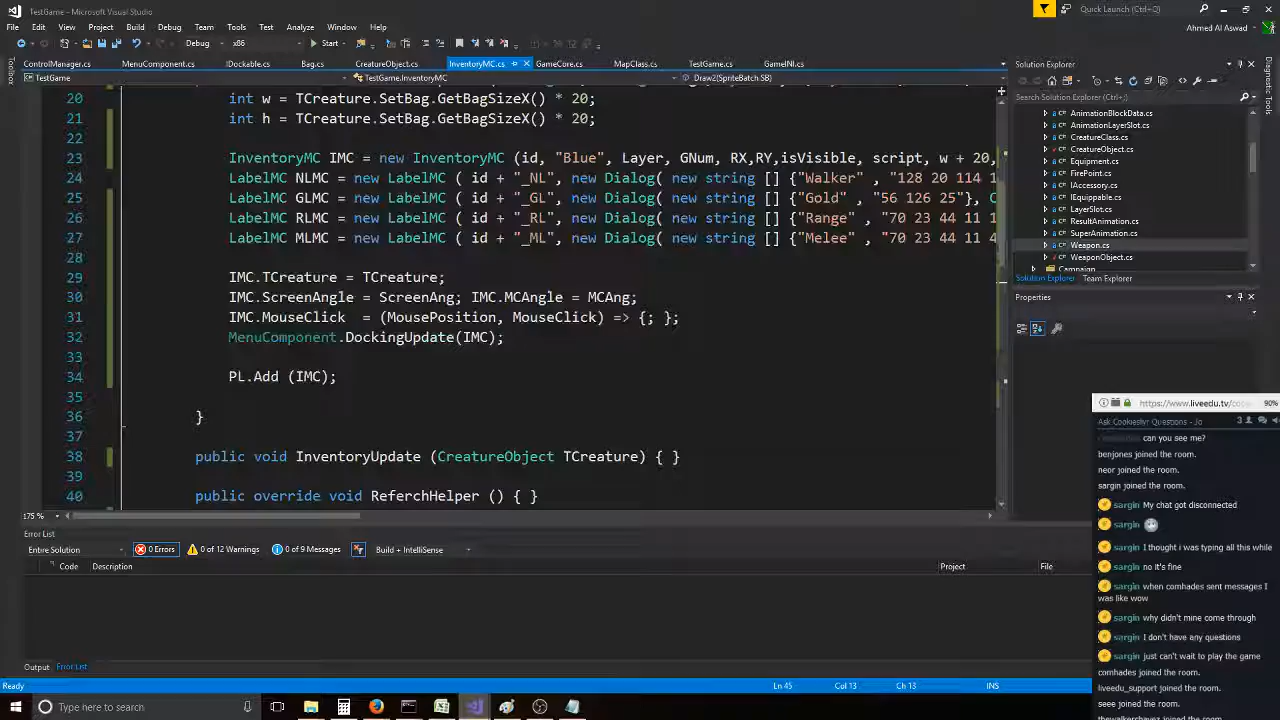 TestGame - Microsoft Visual Studio
Quick Launch (Ctrl+Q)
File Edit View Project Build Debug Team Tools Test Analyze Window Help
Ahmed Al Aswad
Debug x86 Start
ControlManager.cs MenuComponent.cs IDockable.cs Bag.cs CreatureObject.cs InventoryMC.cs GameCore.cs MapClass.cs TestGame.cs GameINI.cs
Solution Explorer
TestGame TestGame.InventoryMC Draw2(SpriteBatch SB)
Toolbox
Diagnostic Tools
Search Solution Explorer (Ctrl+;)
AnimationBlockData.cs
AnimationLayerSlot.cs
CreatureClass.cs
CreatureObject.cs
Equipment.cs
FirePoint.cs
IAccessory.cs
IEquippable.cs
LayerSlot.cs
ResultAnimation.cs
SuperAnimation.cs
Weapon.cs
WeaponObject.cs
Campaign
Solution Explorer Team Explorer
Properties
20 int w = TCreature.SetBag.GetBagSizeX() * 20;
21 int h = TCreature.SetBag.GetBagSizeX() * 20;
22
23 InventoryMC IMC = new InventoryMC (id, "Blue", Layer, GNum, RX,RY,isVisible, script, w + 20,
24 LabelMC NLMC = new LabelMC ( id + "_NL", new Dialog( new string [] {"Walker" , "128 20 114 1
25 LabelMC GLMC = new LabelMC ( id + "_GL", new Dialog( new string [] {"Gold" , "56 126 25"}, C
26 LabelMC RLMC = new LabelMC ( id + "_RL", new Dialog( new string [] {"Range" , "70 23 44 11 1
27 LabelMC MLMC = new LabelMC ( id + "_ML", new Dialog( new string [] {"Melee" , "70 23 44 11 4
28
29 IMC.TCreature = TCreature;
30 IMC.ScreenAngle = ScreenAng; IMC.MCAngle = MCAng;
31 IMC.MouseClick = (MousePosition, MouseClick) => {; };
32 MenuComponent.DockingUpdate(IMC);
33
34 PL.Add (IMC);
35
36 }
37
38 public void InventoryUpdate (CreatureObject TCreature) { }
39
40 public override void ReferchHelper () { }
175 %
Error List
Entire Solution 0 Errors 0 of 12 Warnings 0 of 9 Messages Build + IntelliSense
Code Description Project File
Output Error List
Ready Ln 45 Col 13 Ch 13 INS
Type here to search
https://www.liveedu.tv/ 90%
Ask Cookieslyr Questions - Jo 3
can you see me?
benjones joined the room.
neor joined the room.
sargin joined the room.
sargin My chat got disconnected
sargin
sargin I thought i was typing all this while
sargin no it's fine
sargin when comhades sent messages I
was like wow
sargin why didn't mine come through
sargin I don't have any questions
sargin just can't wait to play the game
comhades joined the room.
liveedu_support joined the room.
seee joined the room.